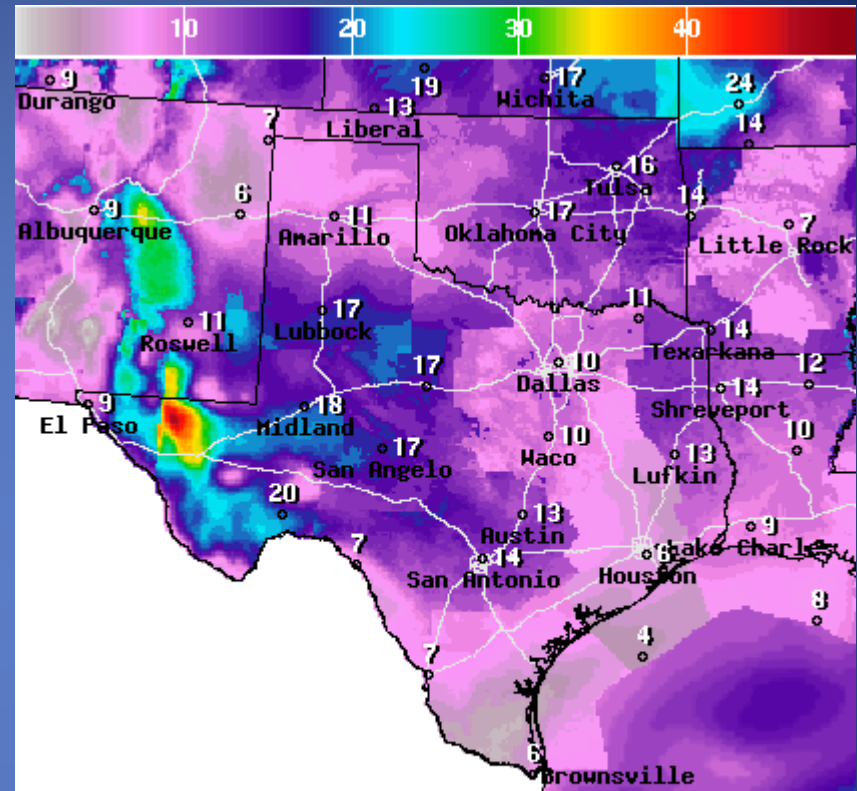 10 20 30 40
9 19 17 24
Durango 13 Wichita
7 Liberal 14
16
Tulsa
9 6 11 17 14 7
Albuquerque Amarillo Oklahoma City Little Rock
11 17 11 14
Roswell Lubbock Texarkana
17 10 12
Dallas 14
9 18 Shreveport
El Paso Midland
17 10 13 10
San Angelo Waco Lufkin
20 13 9
Austin Lake Charles
7 14 6
San Antonio Houston
8
4
7
6
Brownsville